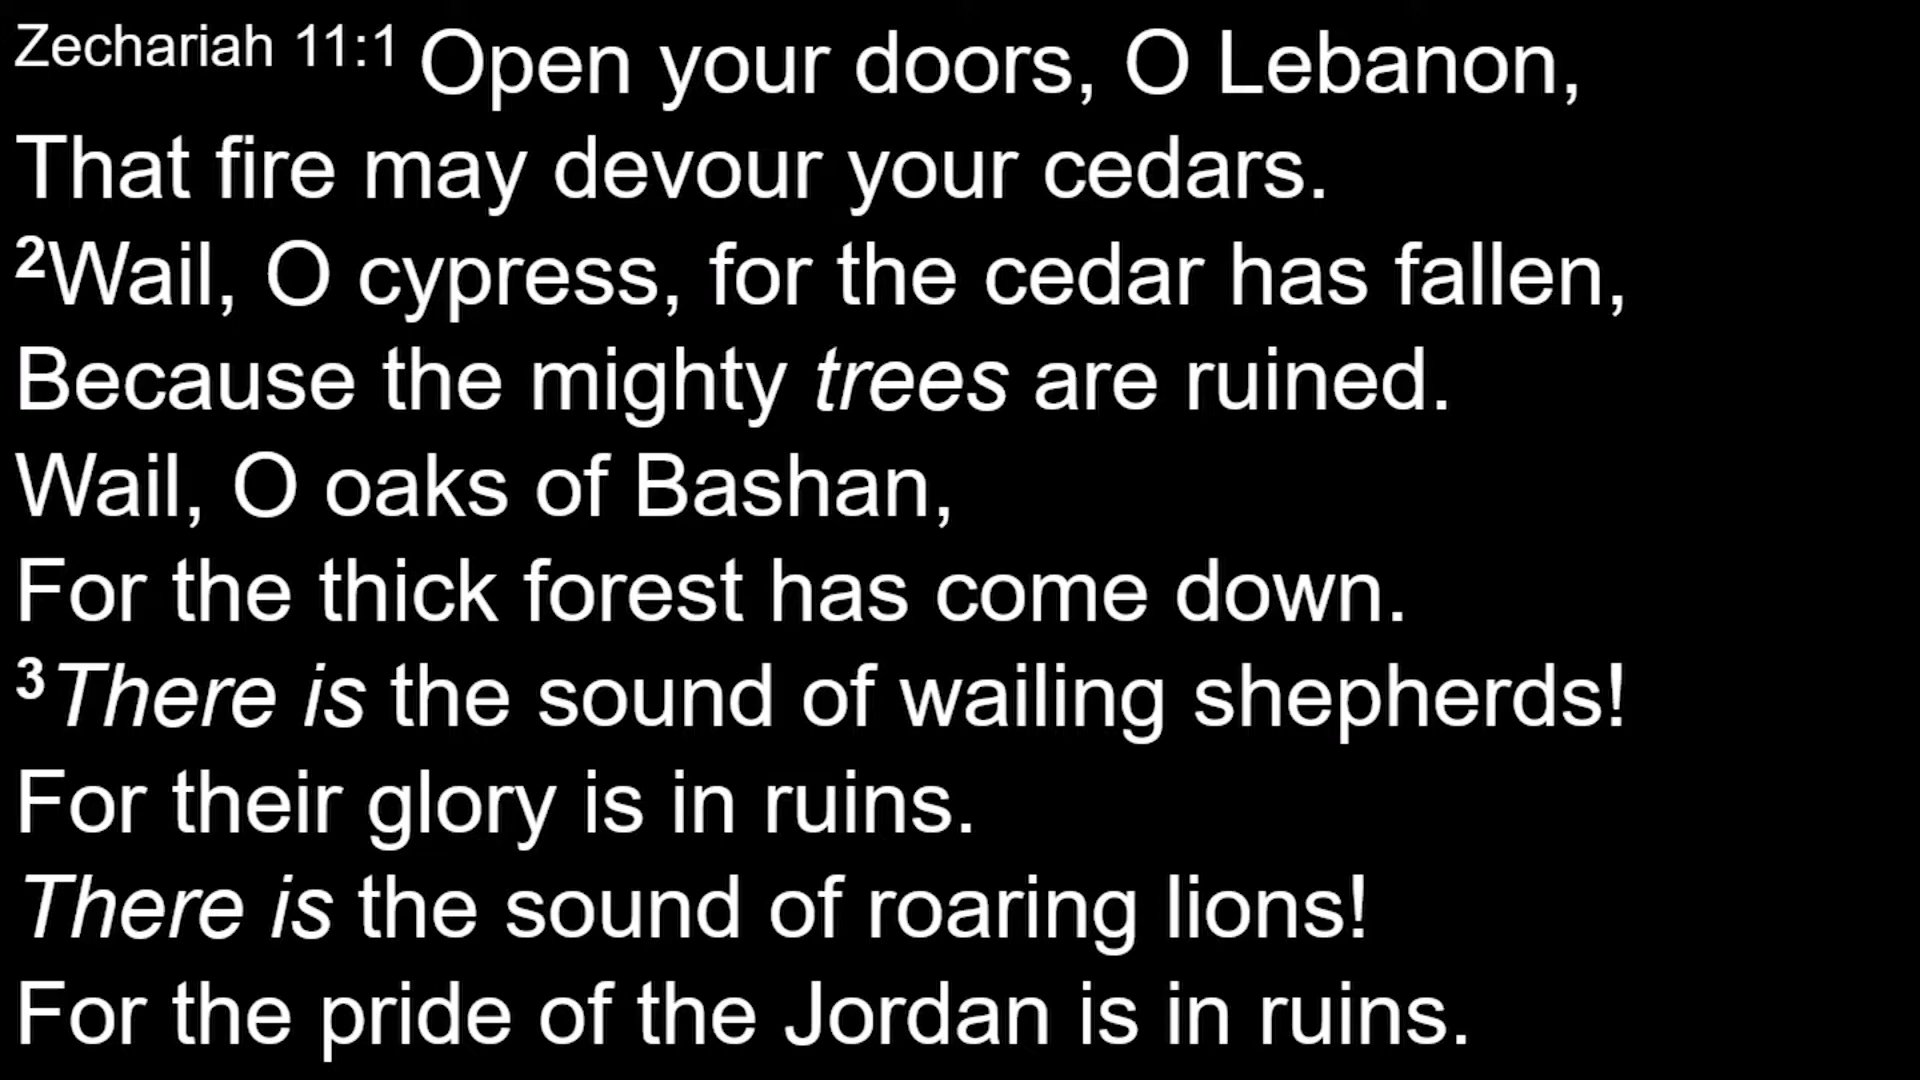 Zechariah 11:1 Open your doors, O Lebanon,
That fire may devour your cedars.
2Wail, O cypress, for the cedar has fallen,
Because the mighty trees are ruined.
Wail, O oaks of Bashan,
For the thick forest has come down.
3There is the sound of wailing shepherds!
For their glory is in ruins.
There is the sound of roaring lions!
For the pride of the Jordan is in ruins.